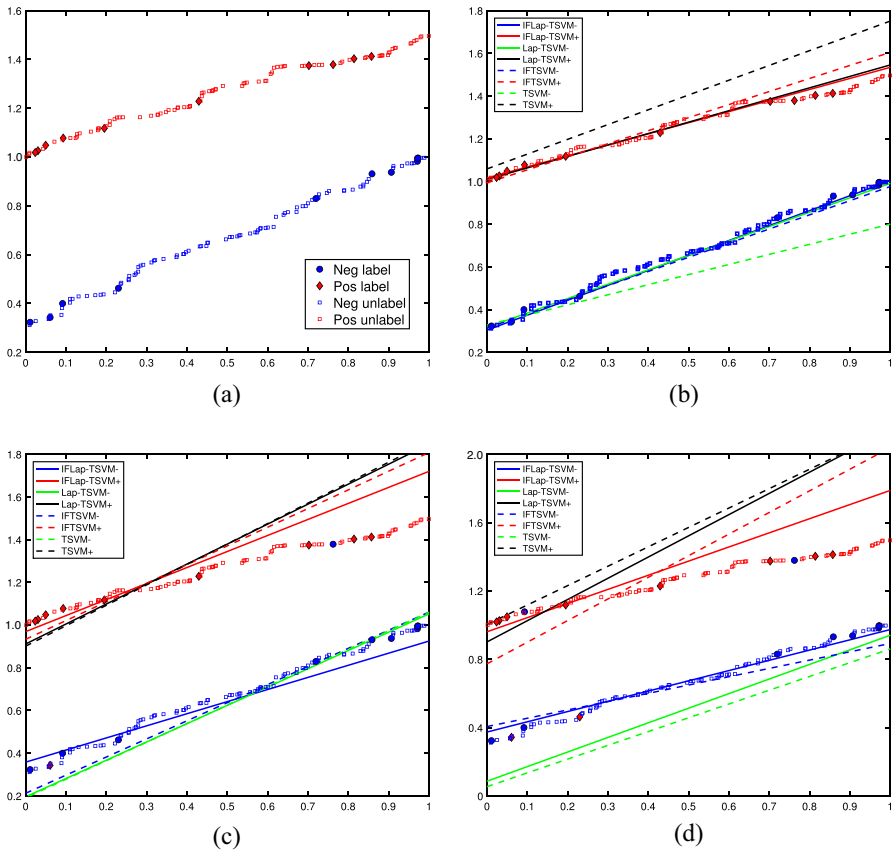 1.6
1.4
1.2
1.0
0.8
0.6
0.4
0.2
Neg label
Pos label
Neg unlabel
Pos unlabel
0 0.1 0.2 0.3 0.4 0.5 0.6 0.7 0.8 0.9 1
(a)
1.8
1.6
1.4
1.2
1.0
0.8
0.6
0.4
0.2
IFLap-TSVM-
IFLap-TSVM+
Lap-TSVM-
Lap-TSVM+
IFTSVM-
IFTSVM+
TSVM-
TSVM+
0 0.1 0.2 0.3 0.4 0.5 0.6 0.7 0.8 0.9 1
(b)
1.8
1.6
1.4
1.2
1.0
0.8
0.6
0.4
0.2
IFLap-TSVM-
IFLap-TSVM+
Lap-TSVM-
Lap-TSVM+
IFTSVM-
IFTSVM+
TSVM-
TSVM+
0 0.1 0.2 0.3 0.4 0.5 0.6 0.7 0.8 0.9 1
(c)
2.0
1.6
1.2
0.8
0.4
0
IFLap-TSVM-
IFLap-TSVM+
Lap-TSVM-
Lap-TSVM+
IFTSVM-
IFTSVM+
TSVM-
TSVM+
0 0.1 0.2 0.3 0.4 0.5 0.6 0.7 0.8 0.9 1
(d)